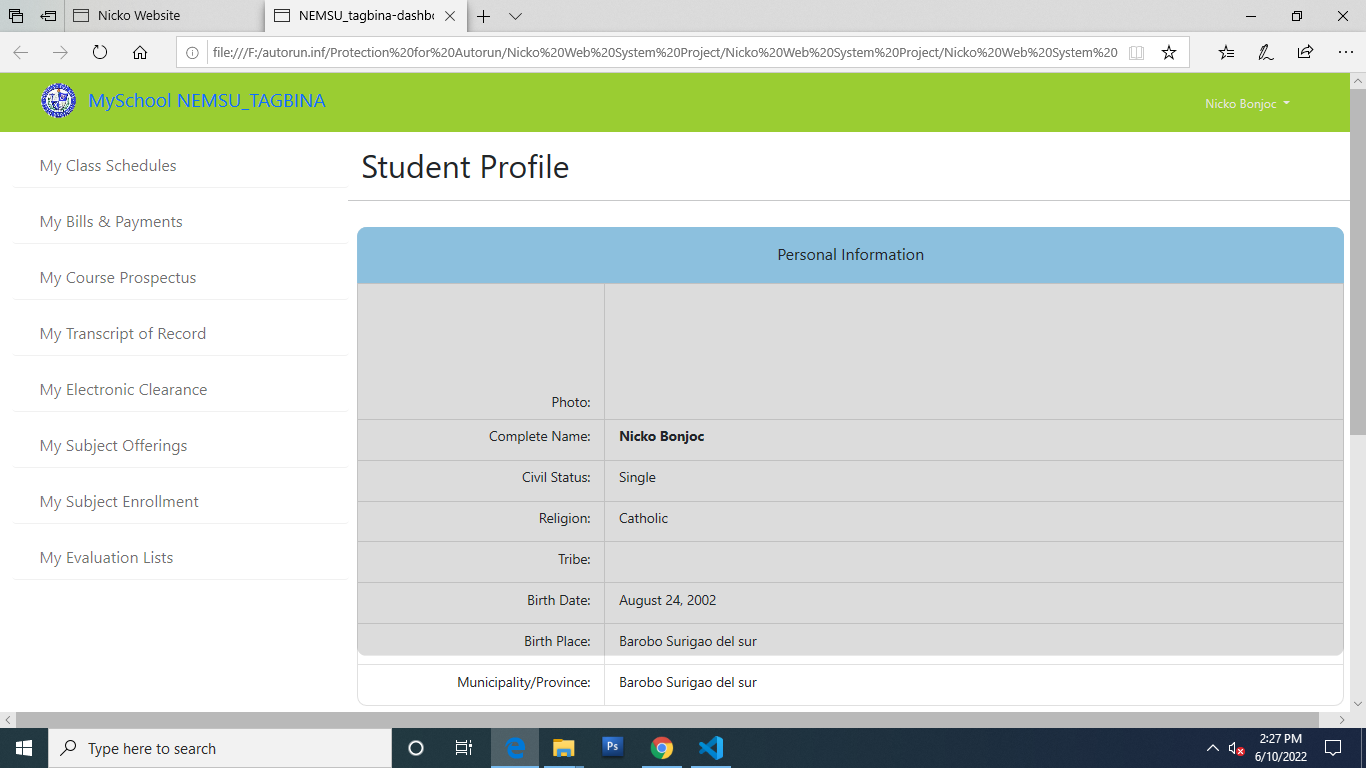 Nicko Website
NEMSU_tagbina-dashbo
file:///F:/autorun.inf/Protection%20for%20Autorun/Nicko%20Web%20System%20Project/Nicko%20Web%20System%20Project/Nicko%20Web%20System%20
MySchool NEMSU_TAGBINA
Nicko Bonjoc
My Class Schedules
My Bills & Payments
My Course Prospectus
My Transcript of Record
My Electronic Clearance
My Subject Offerings
My Subject Enrollment
My Evaluation Lists
Student Profile
Personal Information
Photo:
Complete Name: Nicko Bonjoc
Civil Status: Single
Religion: Catholic
Tribe:
Birth Date: August 24, 2002
Birth Place: Barobo Surigao del sur
Municipality/Province: Barobo Surigao del sur
Type here to search
Ps
2:27 PM
6/10/2022